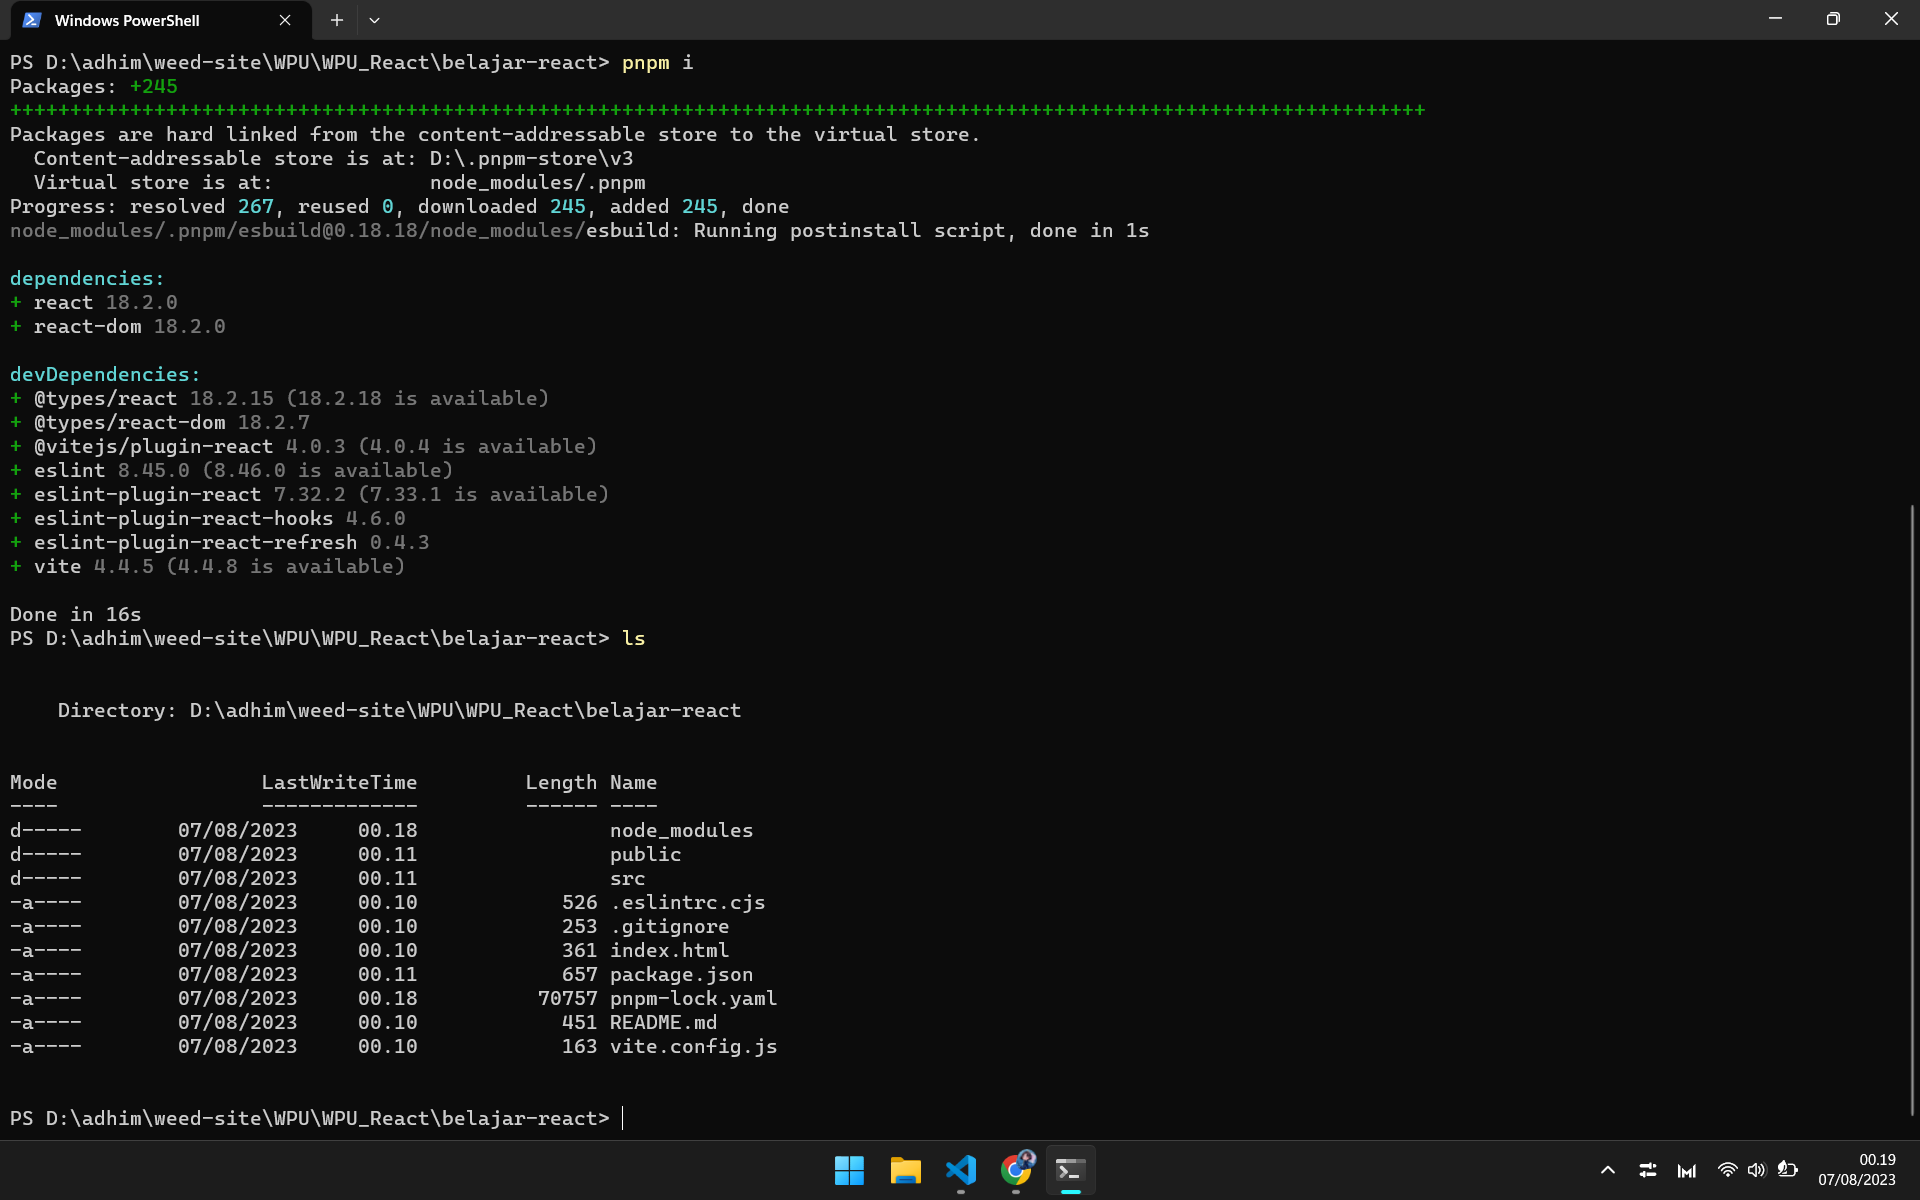 Windows PowerShell
PS D:\adhim\weed-site\WPU\WPU_React\belajar-react> pnpm i
Packages: +245
++++++++++++++++++++++++++++++++++++++++++++++++++++++++++++++++++++++++++++++++++++++++++++++++++++++++++++++++++++++
Packages are hard linked from the content-addressable store to the virtual store.
  Content-addressable store is at: D:\.pnpm-store\v3
  Virtual store is at:             node_modules/.pnpm
Progress: resolved 267, reused 0, downloaded 245, added 245, done
node_modules/.pnpm/esbuild@0.18.18/node_modules/esbuild: Running postinstall script, done in 1s
dependencies:
+ react 18.2.0
+ react-dom 18.2.0
devDependencies:
+ @types/react 18.2.15 (18.2.18 is available)
+ @types/react-dom 18.2.7
+ @vitejs/plugin-react 4.0.3 (4.0.4 is available)
+ eslint 8.45.0 (8.46.0 is available)
+ eslint-plugin-react 7.32.2 (7.33.1 is available)
+ eslint-plugin-react-hooks 4.6.0
+ eslint-plugin-react-refresh 0.4.3
+ vite 4.4.5 (4.4.8 is available)
Done in 16s
PS D:\adhim\weed-site\WPU\WPU_React\belajar-react> ls
    Directory: D:\adhim\weed-site\WPU\WPU_React\belajar-react
Mode                 LastWriteTime         Length Name
----                 -------------         ------ ----
d-----        07/08/2023     00.18                node_modules
d-----        07/08/2023     00.11                public
d-----        07/08/2023     00.11                src
-a----        07/08/2023     00.10            526 .eslintrc.cjs
-a----        07/08/2023     00.10            253 .gitignore
-a----        07/08/2023     00.10            361 index.html
-a----        07/08/2023     00.11            657 package.json
-a----        07/08/2023     00.18          70757 pnpm-lock.yaml
-a----        07/08/2023     00.10            451 README.md
-a----        07/08/2023     00.10            163 vite.config.js
PS D:\adhim\weed-site\WPU\WPU_React\belajar-react>
00.19
07/08/2023